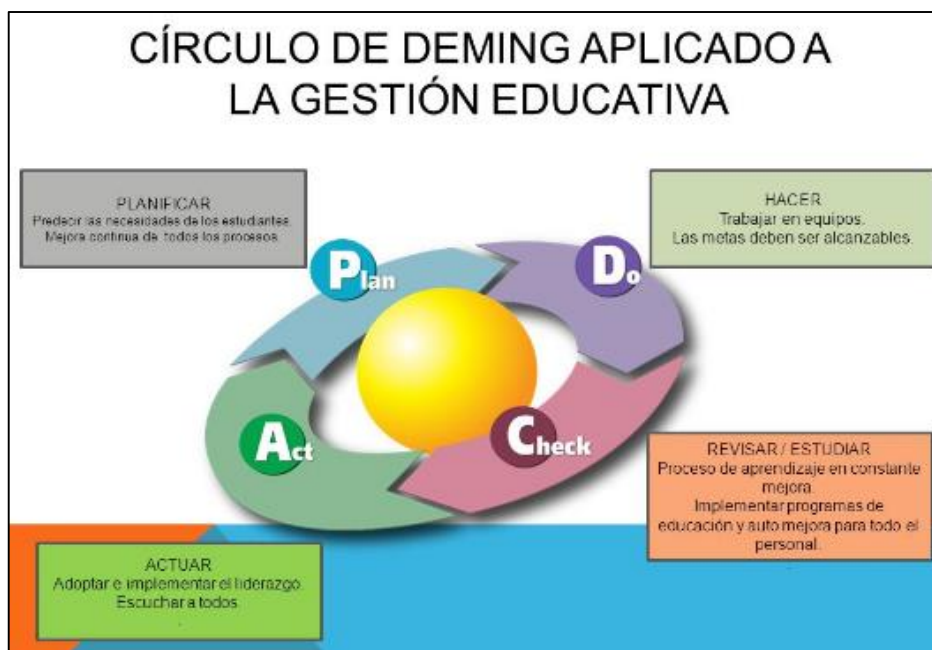 CÍRCULO DE DEMING APLICADO A
LA GESTIÓN EDUCATIVA
PLANIFICAR
Predecir las necesidades de los estudiantes.
Mejora continua de todos los procesos.
HACER
Trabajar en equipos.
Las metas deben ser alcanzables.
Plan
Do
Act
Check
REVISAR / ESTUDIAR
Proceso de aprendizaje en constante
mejora.
Implementar programas de
educación y auto mejora para todo el
personal.
.
ACTUAR
Adoptar e implementar el liderazgo.
Escuchar a todos.
.